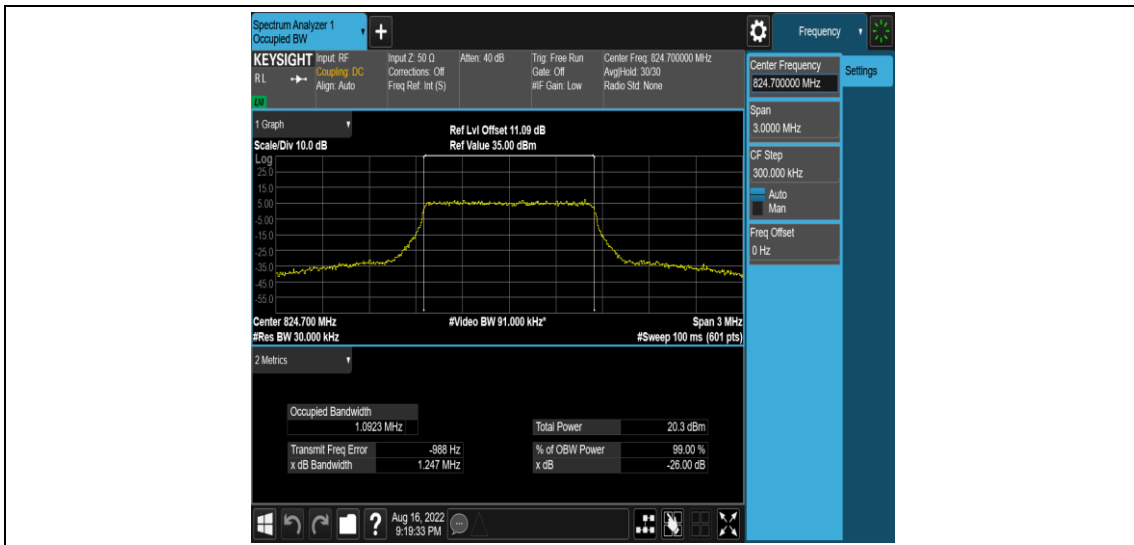 Spectrum Analyzer 1
Occupied BW
+
Frequency
KEYSIGHT
RL
Input: RF
Coupling: DC
Align: Auto
Input Z: 50 Ω
Corrections: Off
Freq Ref: Int (S)
Atten: 40 dB
Trig: Free Run
Gate: Off
#IF Gain: Low
Center Freq: 824.700000 MHz
Avg|Hold: 30/30
Radio Std: None
Center Frequency
824.700000 MHz
Settings
Span
3.0000 MHz
CF Step
300.000 kHz
Auto
Man
Freq Offset
0 Hz
1 Graph
Scale/Div 10.0 dB
Ref Lvl Offset 11.09 dB
Ref Value 35.00 dBm
Log
25.0
15.0
5.00
-5.00
-15.0
-25.0
-35.0
-45.0
-55.0
Center 824.700 MHz
#Video BW 91.000 kHz*
Span 3 MHz
#Res BW 30.000 kHz
#Sweep 100 ms (601 pts)
2 Metrics
Occupied Bandwidth
1.0923 MHz
Total Power 20.3 dBm
Transmit Freq Error -988 Hz
% of OBW Power 99.00 %
x dB Bandwidth 1.247 MHz
x dB -26.00 dB
?
Aug 16, 2022
9:19:33 PM